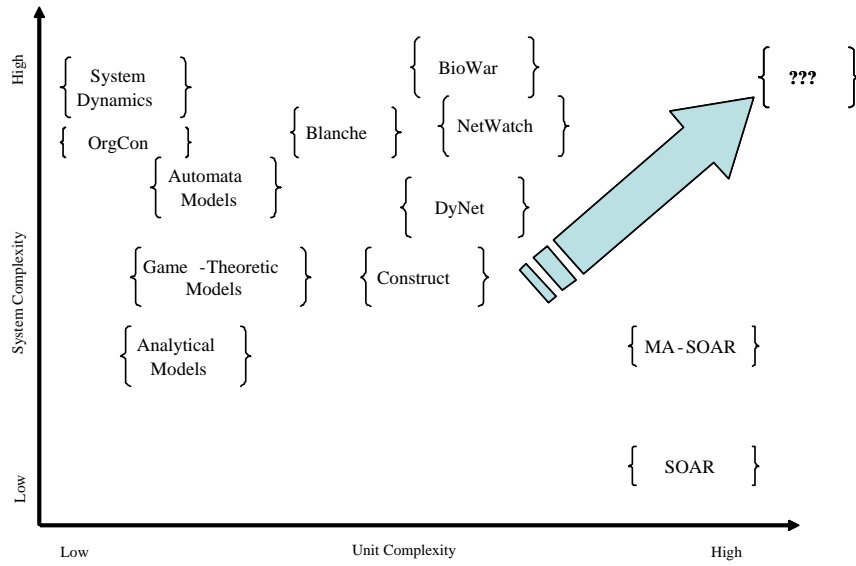 High
BioWar
???
System
Dynamics
NetWatch
Blanche
OrgCon
Automata
Models
DyNet
System Complexity
Game -Theoretic
Models
Construct
Analytical
Models
MA-SOAR
SOAR
Low
Low
Unit Complexity
High